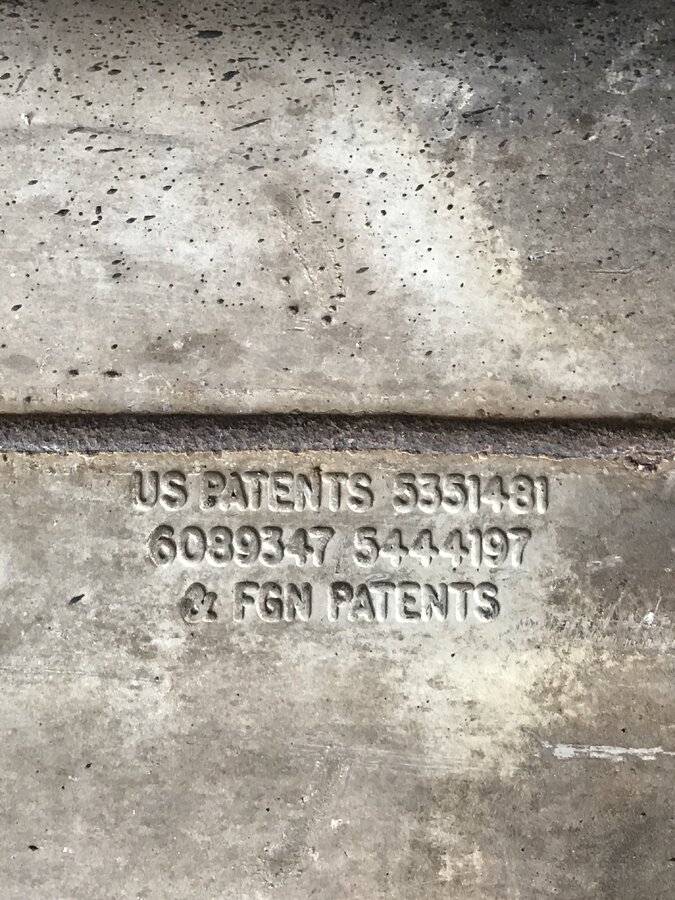 US PATENTS 5351481
6089347 5444197
& FGN PATENTS